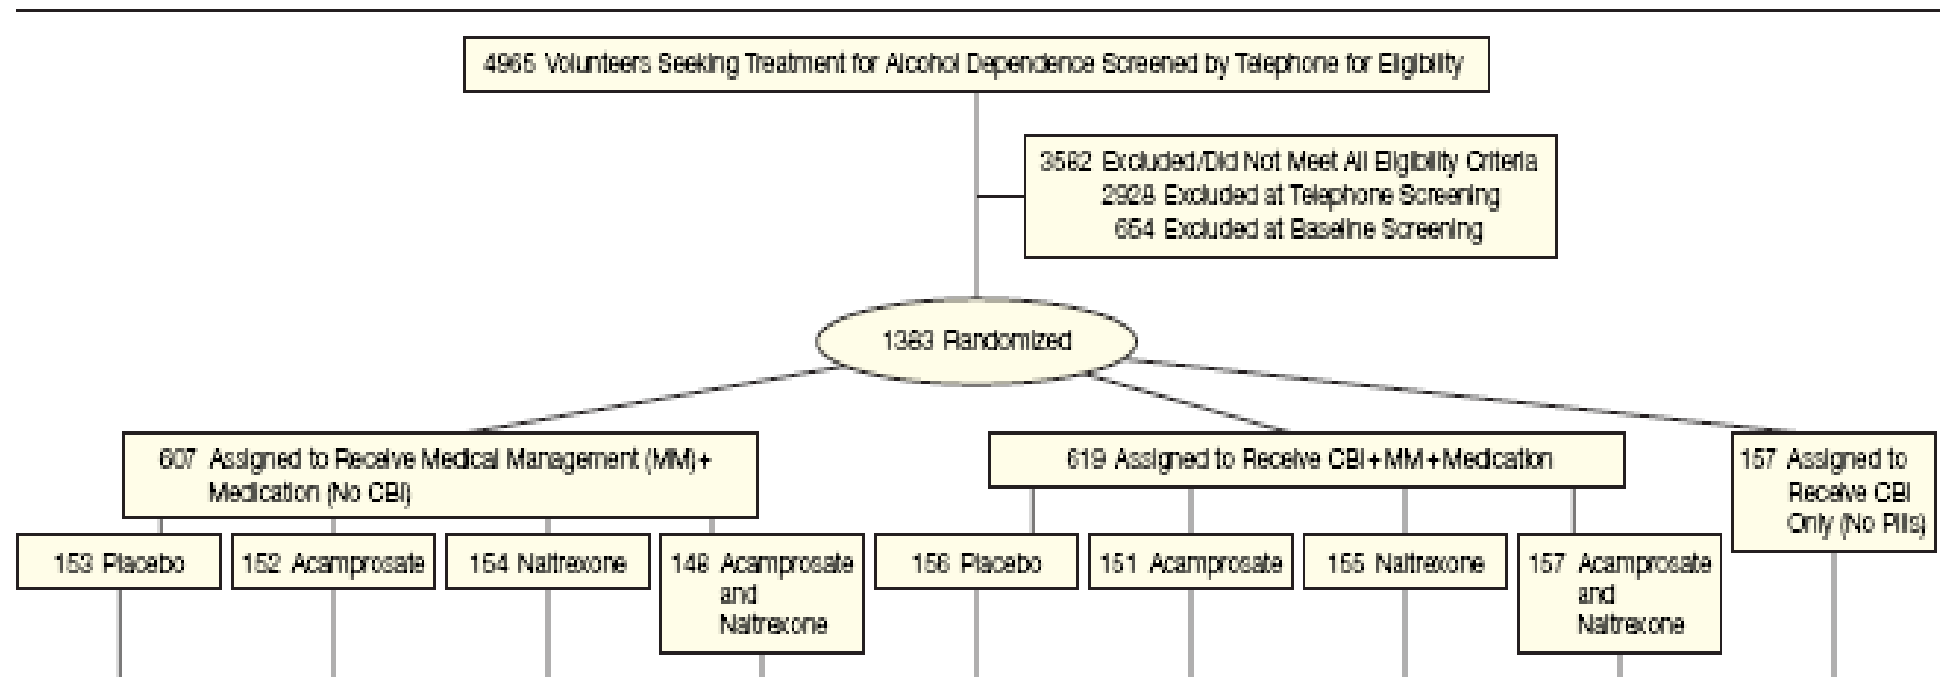 4965 Volunteers Seeking Treatment for Alcohol Dependence Screened by Telephone for Eligibility
3582 Excluded/Did Not Meet All Eligibility Criteria
2928 Excluded at Telephone Screening
654 Excluded at Baseline Screening
1383 Randomized
607 Assigned to Receive Medical Management (MM)+
Medication (No CBI)
619 Assigned to Receive CBI+MM+Medication
157 Assigned to
Receive CBI
Only (No Pills)
153 Placebo
152 Acamprosate
154 Naltrexone
148 Acamprosate
and
Naltrexone
156 Placebo
151 Acamprosate
155 Naltrexone
157 Acamprosate
and
Naltrexone